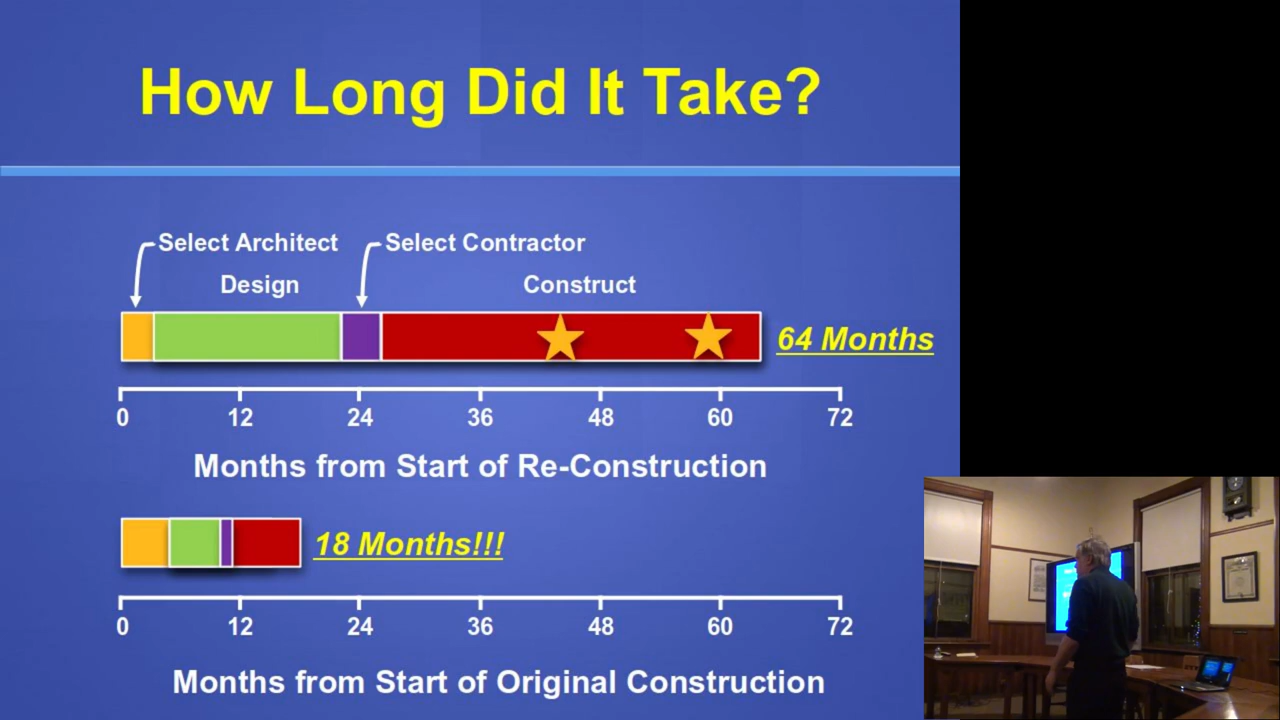 How Long Did It Take?
Select Architect
Select Contractor
Design
Construct
64 Months
0 12 24 36 48 60 72
Months from Start of Re-Construction
18 Months!!!
0 12 24 36 48 60 72
Months from Start of Original Construction